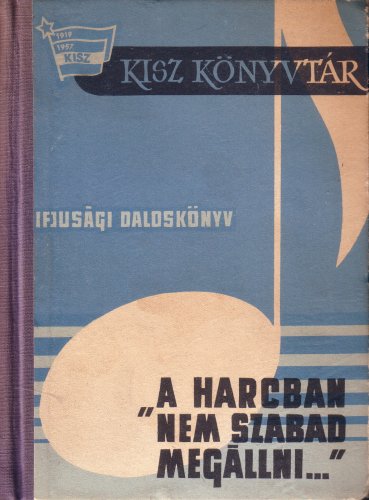 1919
1957
KISZ
KISZ KÖNYVTÁR
IFJUSÁGI DALOSKÖNYV
„A HARCBAN
NEM SZABAD
MEGÁLLNI..."